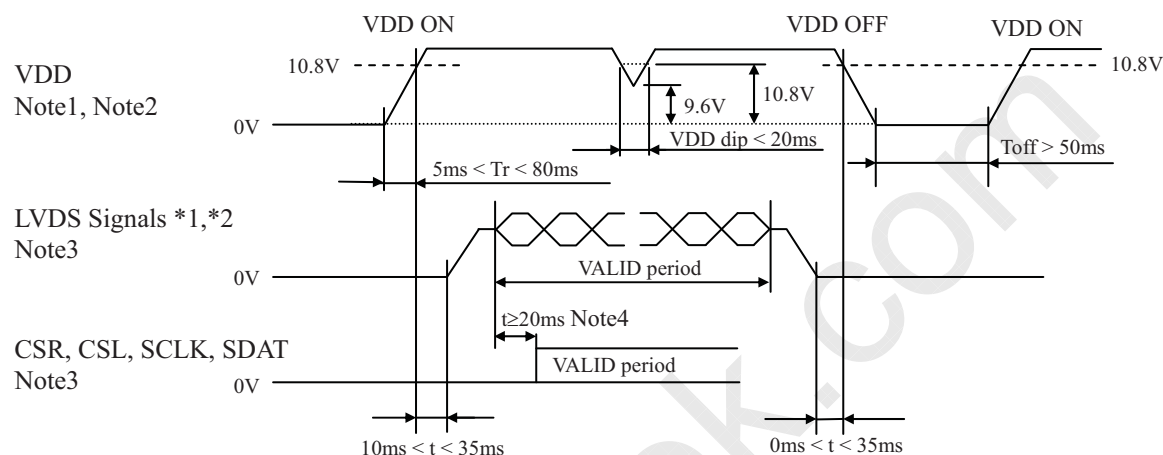 VDD ON
VDD OFF
VDD ON
VDD
Note1, Note2
10.8V
10.8V
9.6V
10.8V
0V
VDD dip < 20ms
Toff > 50ms
5ms < Tr < 80ms
LVDS Signals *1,*2
Note3
VALID period
0V
t≥20ms Note4
CSR, CSL, SCLK, SDAT
Note3
VALID period
0V
10ms < t < 35ms
0ms < t < 35ms